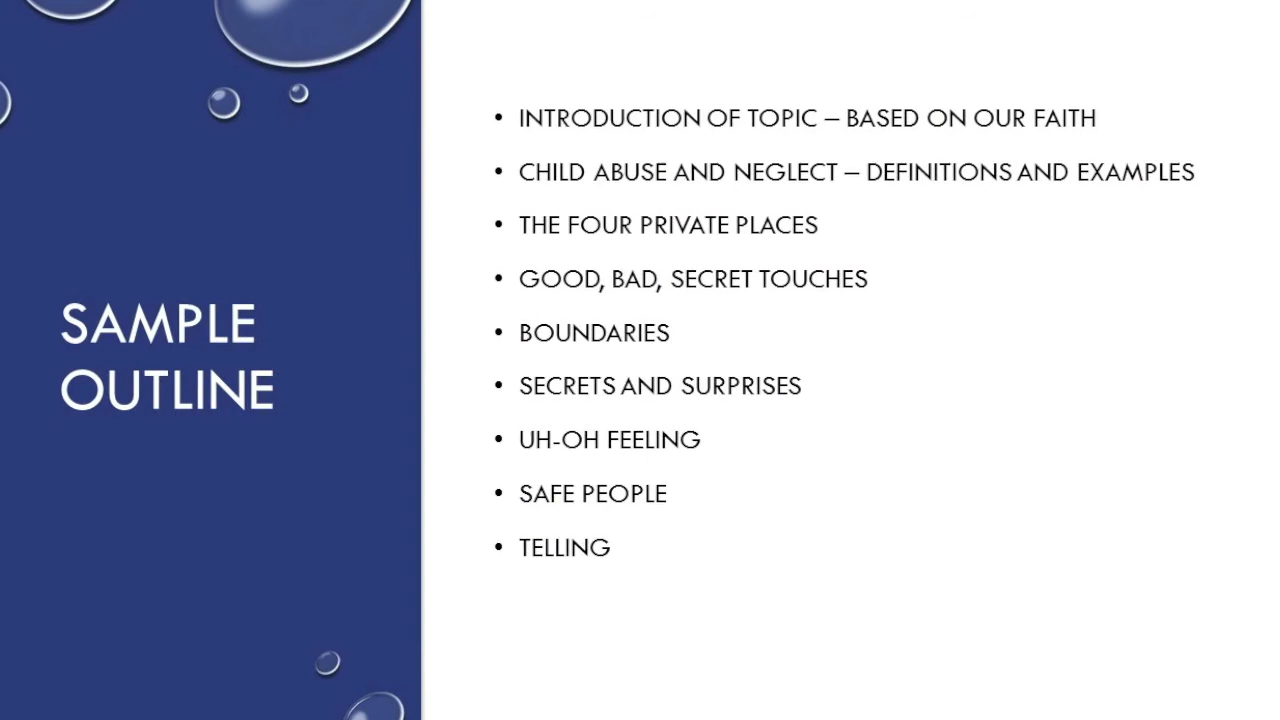 SAMPLE
OUTLINE
• INTRODUCTION OF TOPIC – BASED ON OUR FAITH
• CHILD ABUSE AND NEGLECT – DEFINITIONS AND EXAMPLES
• THE FOUR PRIVATE PLACES
• GOOD, BAD, SECRET TOUCHES
• BOUNDARIES
• SECRETS AND SURPRISES
• UH-OH FEELING
• SAFE PEOPLE
• TELLING